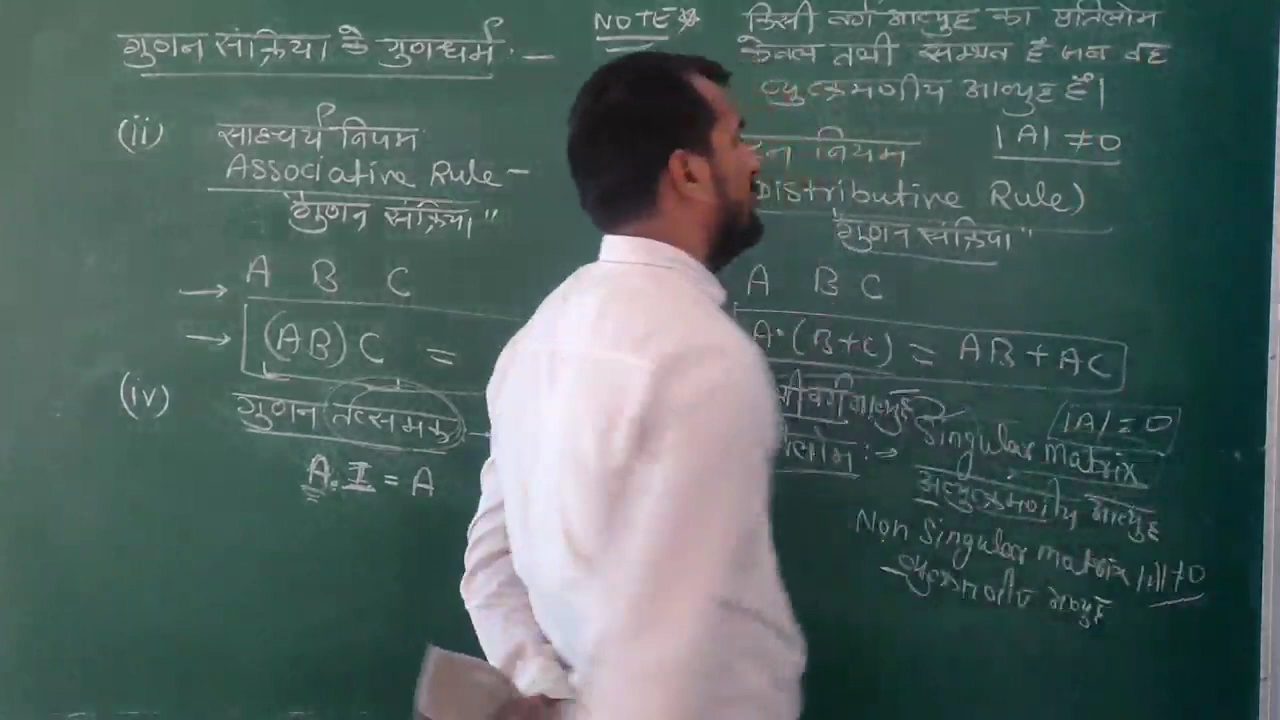 गुणन संक्रिया के गुणधर्म :—
(ii) साहचर्य नियम
Associative Rule –
"गुणन संक्रिया"
→ A B C
→ (AB) C =
(iv) गुणन तत्समक
A.I = A
NOTE
किसी वर्ग आव्यूह का प्रतिलोम
केवल तभी सम्भव है जब वह
व्युत्क्रमणीय आव्यूह है।
|A| ≠ 0
नियम
Distributive Rule)
"गुणन संक्रिया"
A B C
A·(B+C) = AB + AC
|A| = 0
Singular Matrix
अव्युत्क्रमणीय आव्यूह
Non Singular matrix |A| ≠ 0
व्युत्क्रमणीय आव्यूह